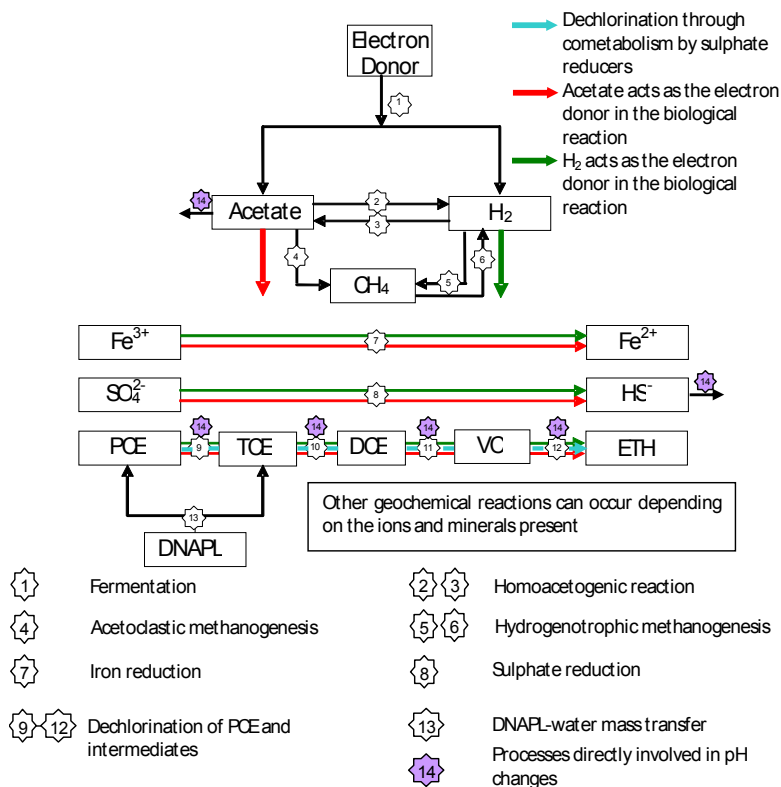 Electron
Donor
Dechlorination through
cometabolism by sulphate
reducers
Acetate acts as the electron
donor in the biological
reaction
H2 acts as the electron
donor in the biological
reaction
1
14
Acetate
2
3
H2
4
5
6
CH4
Fe3+
7
Fe2+
SO42-
8
HS-
14
14
14
14
14
PCE
9
TCE
10
DCE
11
VC
12
ETH
13
DNAPL
Other geochemical reactions can occur depending
on the ions and minerals present
1 Fermentation
2 3 Homoacetogenic reaction
4 Acetoclastic methanogenesis
5 6 Hydrogenotrophic methanogenesis
7 Iron reduction
8 Sulphate reduction
9-12 Dechlorination of PCE and
intermediates
13 DNAPL-water mass transfer
14 Processes directly involved in pH
changes